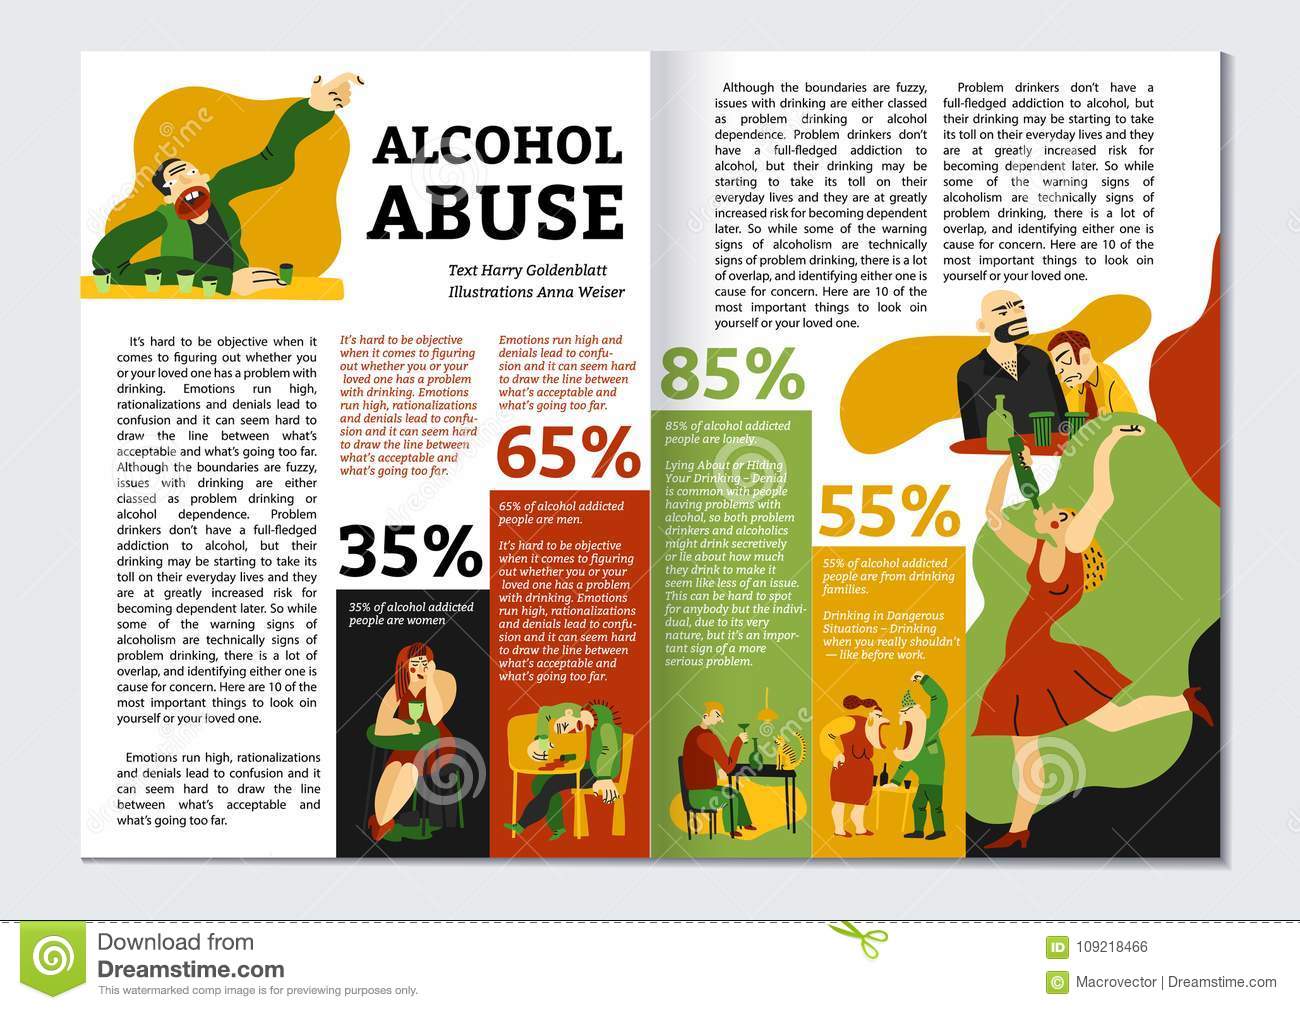 ALCOHOL
ABUSE
Text Harry Goldenblatt
Illustrations Anna Weiser
It's hard to be objective when it
comes to figuring out whether you
or your loved one has a problem with
drinking. Emotions run high,
rationalizations and denials lead to
confusion and it can seem hard to
draw the line between what's
acceptable and what's going too far.
Although the boundaries are fuzzy,
issues with drinking are either
classed as problem drinking or
alcohol dependence. Problem
drinkers don't have a full-fledged
addiction to alcohol, but their
drinking may be starting to take its
toll on their everyday lives and they
are at greatly increased risk for
becoming dependent later. So while
some of the warning signs of
alcoholism are technically signs of
problem drinking, there is a lot of
overlap, and identifying either one is
cause for concern. Here are 10 of the
most important things to look oin
yourself or your loved one.
Emotions run high, rationalizations
and denials lead to confusion and it
can seem hard to draw the line
between what's acceptable and
what's going too far.
It's hard to be objective
when it comes to figuring
out whether you or your
loved one has a problem
with drinking. Emotions
run high, rationalizations
and denials lead to confu-
sion and it can seem hard
to draw the line between
what's acceptable and
what's going too far.
35%
35% of alcohol addicted
people are women
Emotions run high and
denials lead to confu-
sion and it can seem hard
to draw the line between
what's acceptable and
what's going too far.
65%
65% of alcohol addicted
people are men.
It's hard to be objective
when it comes to figuring
out whether you or your
loved one has a problem
with drinking. Emotions
run high, rationalizations
and denials lead to confu-
sion and it can seem hard
to draw the line between
what's acceptable and
what's going too far.
Although the boundaries are fuzzy,
issues with drinking are either classed
as problem drinking or alcohol
dependence. Problem drinkers don't
have a full-fledged addiction to
alcohol, but their drinking may be
starting to take its toll on their
everyday lives and they are at greatly
increased risk for becoming dependent
later. So while some of the warning
signs of alcoholism are technically
signs of problem drinking, there is a lot
of overlap, and identifying either one is
cause for concern. Here are 10 of the
most important things to look oin
yourself or your loved one.
Problem drinkers don't have a
full-fledged addiction to alcohol, but
their drinking may be starting to take
its toll on their everyday lives and they
are at greatly increased risk for
becoming dependent later. So while
some of the warning signs of
alcoholism are technically signs of
problem drinking, there is a lot of
overlap, and identifying either one is
cause for concern. Here are 10 of the
most important things to look oin
yourself or your loved one.
85%
85% of alcohol addicted
people are lonely.
Lying About or Hiding
Your Drinking – Denial
is common with people
having problems with
alcohol, so both problem
drinkers and alcoholics
might drink secretively
or lie about how much
they drink to make it
seem like less of an issue.
This can be hard to spot
for anybody but the indivi-
dual, due to its very
nature, but it's an impor-
tant sign of a more
serious problem.
55%
55% of alcohol addicted
people are from drinking
families.
Drinking in Dangerous
Situations – Drinking
when you really shouldn't
— like before work.
Download from
Dreamstime.com
This watermarked comp image is for previewing purposes only.
ID 109218466
© Macrovector | Dreamstime.com